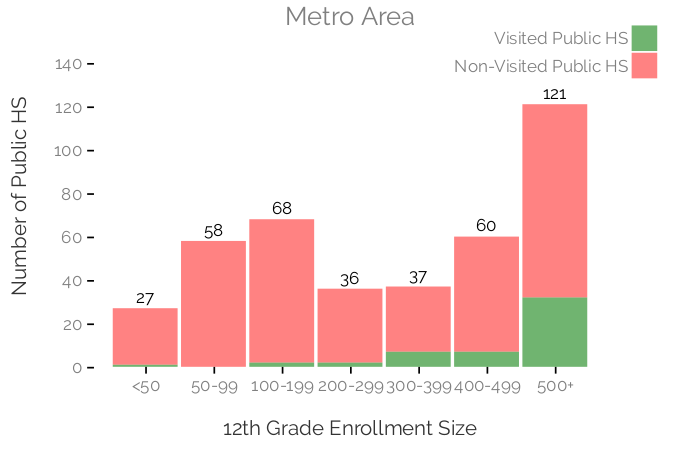 Metro Area
Visited Public HS
Non-Visited Public HS
Number of Public HS
140
120
100
80
60
40
20
0
27
58
68
36
37
60
121
<50 50-99 100-199 200-299 300-399 400-499 500+
12th Grade Enrollment Size